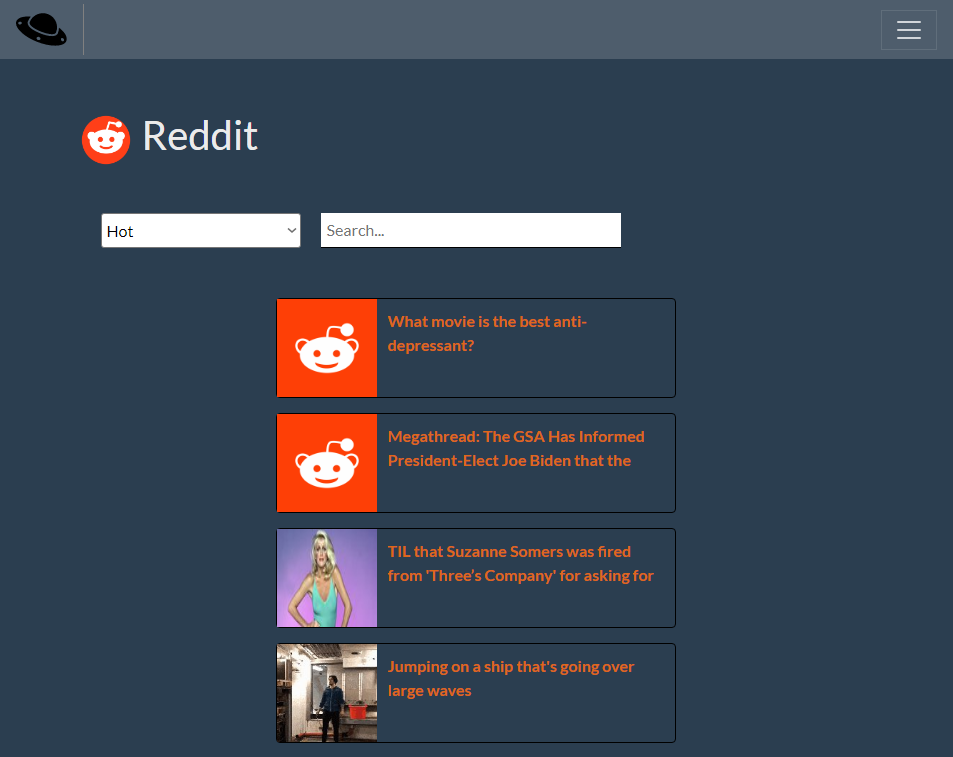 Reddit
Hot
Search...
What movie is the best anti-
depressant?
Megathread: The GSA Has Informed
President-Elect Joe Biden that the
TIL that Suzanne Somers was fired
from 'Three’s Company' for asking for
Jumping on a ship that's going over
large waves